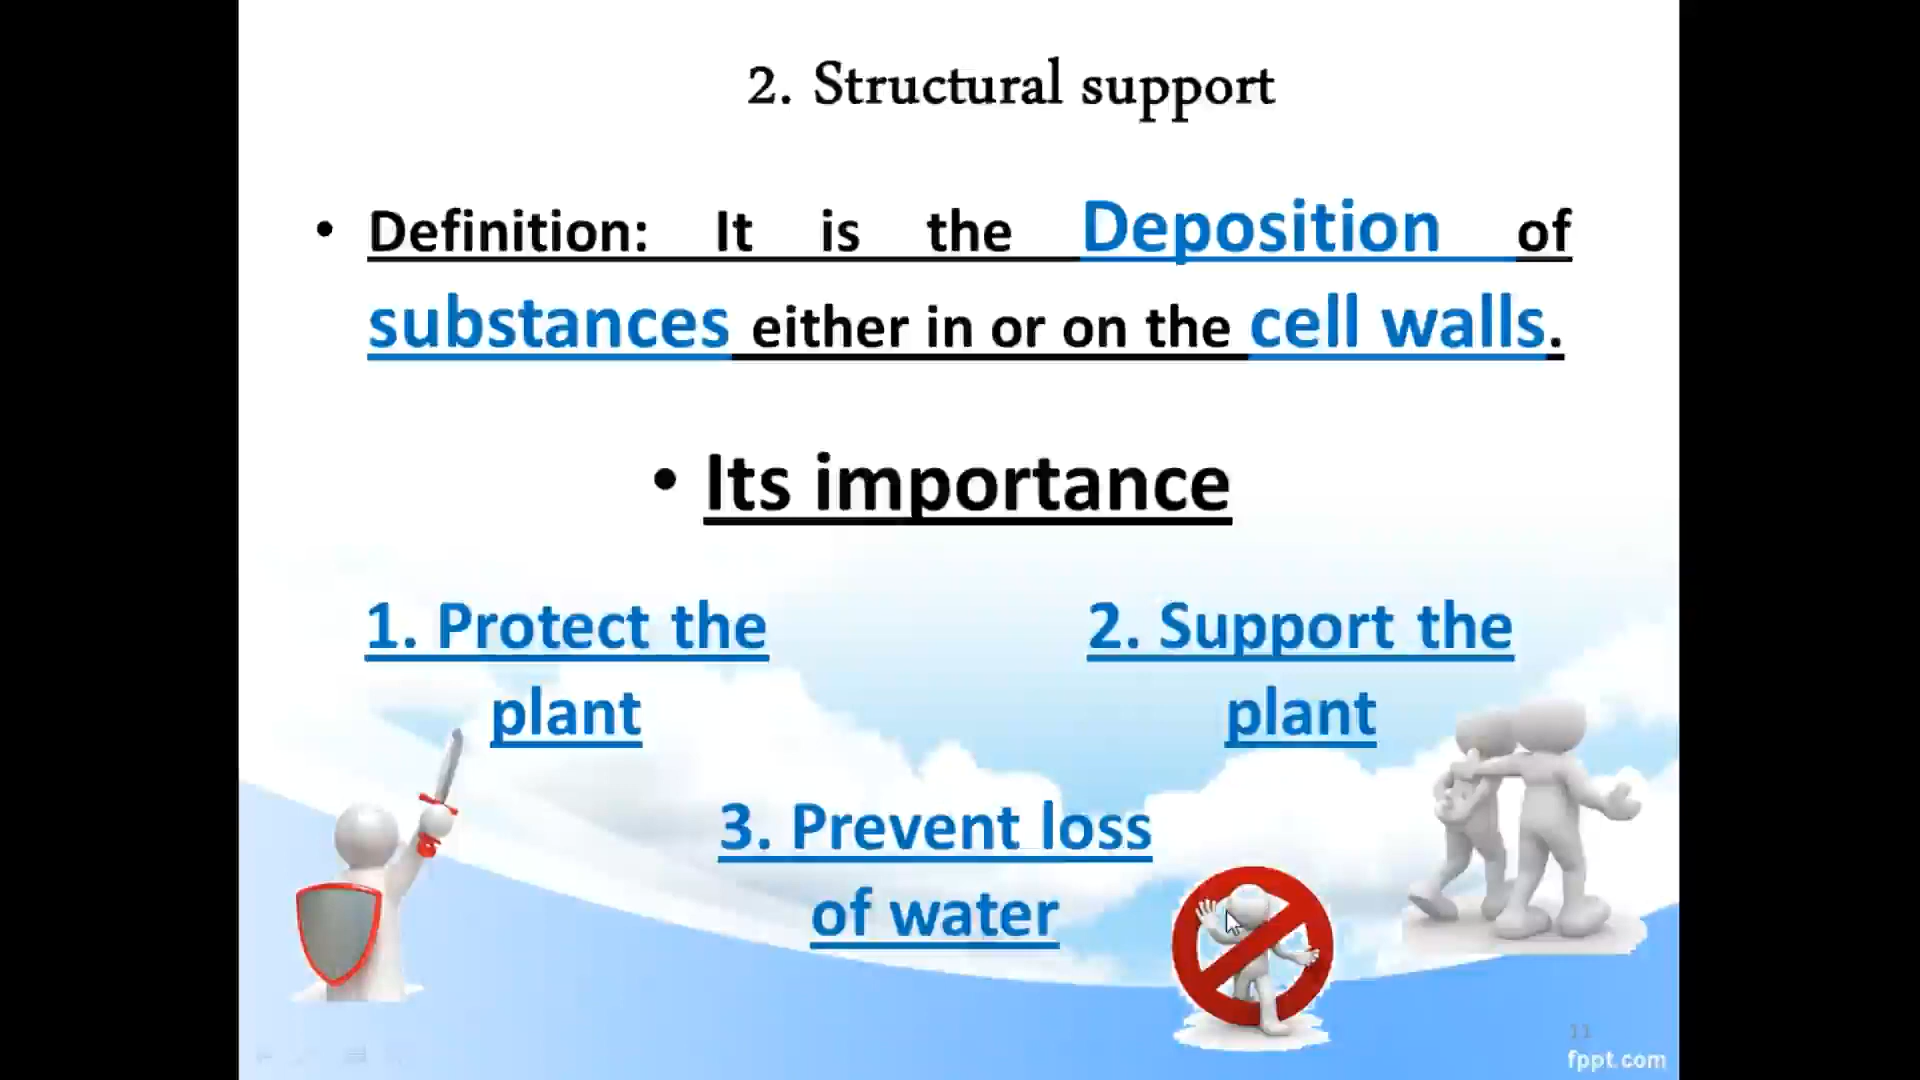 2. Structural support
• Definition: It is the Deposition of
substances either in or on the cell walls.
• Its importance
1. Protect the
plant
2. Support the
plant
3. Prevent loss
of water
11
fppt.com